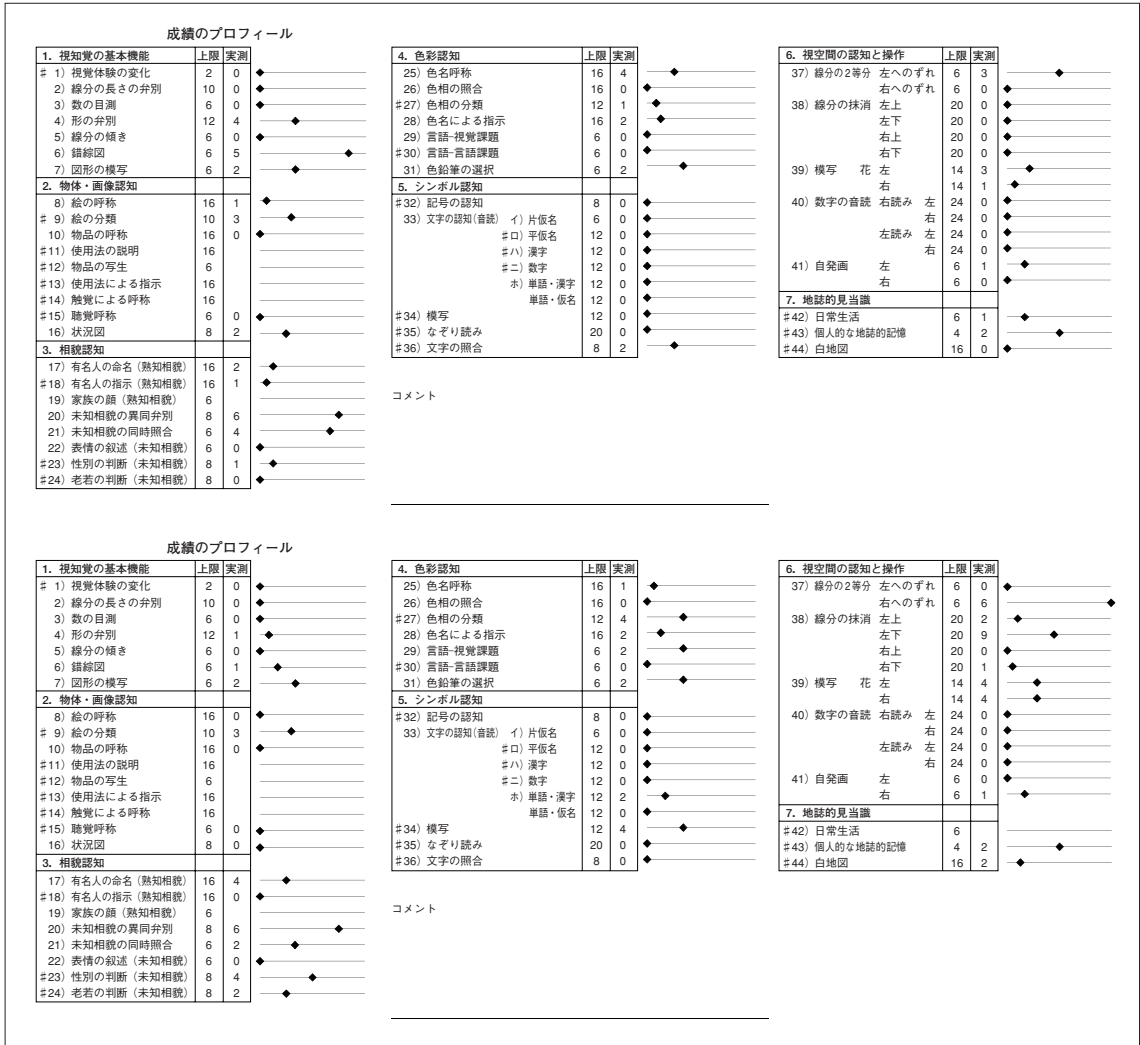 成績のプロフィール
1. 視知覚の基本機能 上限 実測
♯ 1) 視覚体験の変化 2 0
2) 線分の長さの弁別 10 0
3) 数の目測 6 0
4) 形の弁別 12 4
5) 線分の傾き 6 0
6) 錯綜図 6 5
7) 図形の模写 6 2
2. 物体・画像認知
8) 絵の呼称 16 1
♯ 9) 絵の分類 10 3
10) 物品の呼称 16 0
♯11) 使用法の説明 16
♯12) 物品の写生 6
♯13) 使用法による指示 16
♯14) 触覚による呼称 16
♯15) 聴覚呼称 6 0
16) 状況図 8 2
3. 相貌認知
17) 有名人の命名(熟知相貌) 16 2
♯18) 有名人の指示(熟知相貌) 16 1
19) 家族の顔(熟知相貌) 6
20) 未知相貌の異同弁別 8 6
21) 未知相貌の同時照合 6 4
22) 表情の叙述(未知相貌) 6 0
♯23) 性別の判断(未知相貌) 8 1
♯24) 老若の判断(未知相貌) 8 0
4. 色彩認知 上限 実測
25) 色名呼称 16 4
26) 色相の照合 16 0
♯27) 色相の分類 12 1
28) 色名による指示 16 2
29) 言語-視覚課題 6 0
♯30) 言語-言語課題 6 0
31) 色鉛筆の選択 6 2
5. シンボル認知
♯32) 記号の認知 8 0
33) 文字の認知(音読) イ) 片仮名 6 0
♯ロ) 平仮名 12 0
♯ハ) 漢字 12 0
♯ニ) 数字 12 0
ホ) 単語・漢字 12 0
単語・仮名 12 0
♯34) 模写 12 0
♯35) なぞり読み 20 0
♯36) 文字の照合 8 2
コメント
6. 視空間の認知と操作 上限 実測
37) 線分の2等分 左へのずれ 6 3
右へのずれ 6 0
38) 線分の抹消 左上 20 0
左下 20 0
右上 20 0
右下 20 0
39) 模写 花 左 14 3
右 14 1
40) 数字の音読 右読み 左 24 0
右 24 0
左読み 左 24 0
右 24 0
41) 自発画 左 6 1
右 6 0
7. 地誌的見当識
♯42) 日常生活 6 1
♯43) 個人的な地誌的記憶 4 2
♯44) 白地図 16 0
成績のプロフィール
1. 視知覚の基本機能 上限 実測
♯ 1) 視覚体験の変化 2 0
2) 線分の長さの弁別 10 0
3) 数の目測 6 0
4) 形の弁別 12 1
5) 線分の傾き 6 0
6) 錯綜図 6 1
7) 図形の模写 6 2
2. 物体・画像認知
8) 絵の呼称 16 0
♯ 9) 絵の分類 10 3
10) 物品の呼称 16 0
♯11) 使用法の説明 16
♯12) 物品の写生 6
♯13) 使用法による指示 16
♯14) 触覚による呼称 16
♯15) 聴覚呼称 6 0
16) 状況図 8 0
3. 相貌認知
17) 有名人の命名(熟知相貌) 16 4
♯18) 有名人の指示(熟知相貌) 16 0
19) 家族の顔(熟知相貌) 6
20) 未知相貌の異同弁別 8 6
21) 未知相貌の同時照合 6 2
22) 表情の叙述(未知相貌) 6 0
♯23) 性別の判断(未知相貌) 8 4
♯24) 老若の判断(未知相貌) 8 2
4. 色彩認知 上限 実測
25) 色名呼称 16 1
26) 色相の照合 16 0
♯27) 色相の分類 12 4
28) 色名による指示 16 2
29) 言語-視覚課題 6 2
♯30) 言語-言語課題 6 0
31) 色鉛筆の選択 6 2
5. シンボル認知
♯32) 記号の認知 8 0
33) 文字の認知(音読) イ) 片仮名 6 0
♯ロ) 平仮名 12 0
♯ハ) 漢字 12 0
♯ニ) 数字 12 0
ホ) 単語・漢字 12 2
単語・仮名 12 0
♯34) 模写 12 4
♯35) なぞり読み 20 0
♯36) 文字の照合 8 0
コメント
6. 視空間の認知と操作 上限 実測
37) 線分の2等分 左へのずれ 6 0
右へのずれ 6 6
38) 線分の抹消 左上 20 2
左下 20 9
右上 20 0
右下 20 1
39) 模写 花 左 14 4
右 14 4
40) 数字の音読 右読み 左 24 0
右 24 0
左読み 左 24 0
右 24 0
41) 自発画 左 6 0
右 6 1
7. 地誌的見当識
♯42) 日常生活 6
♯43) 個人的な地誌的記憶 4 2
♯44) 白地図 16 2